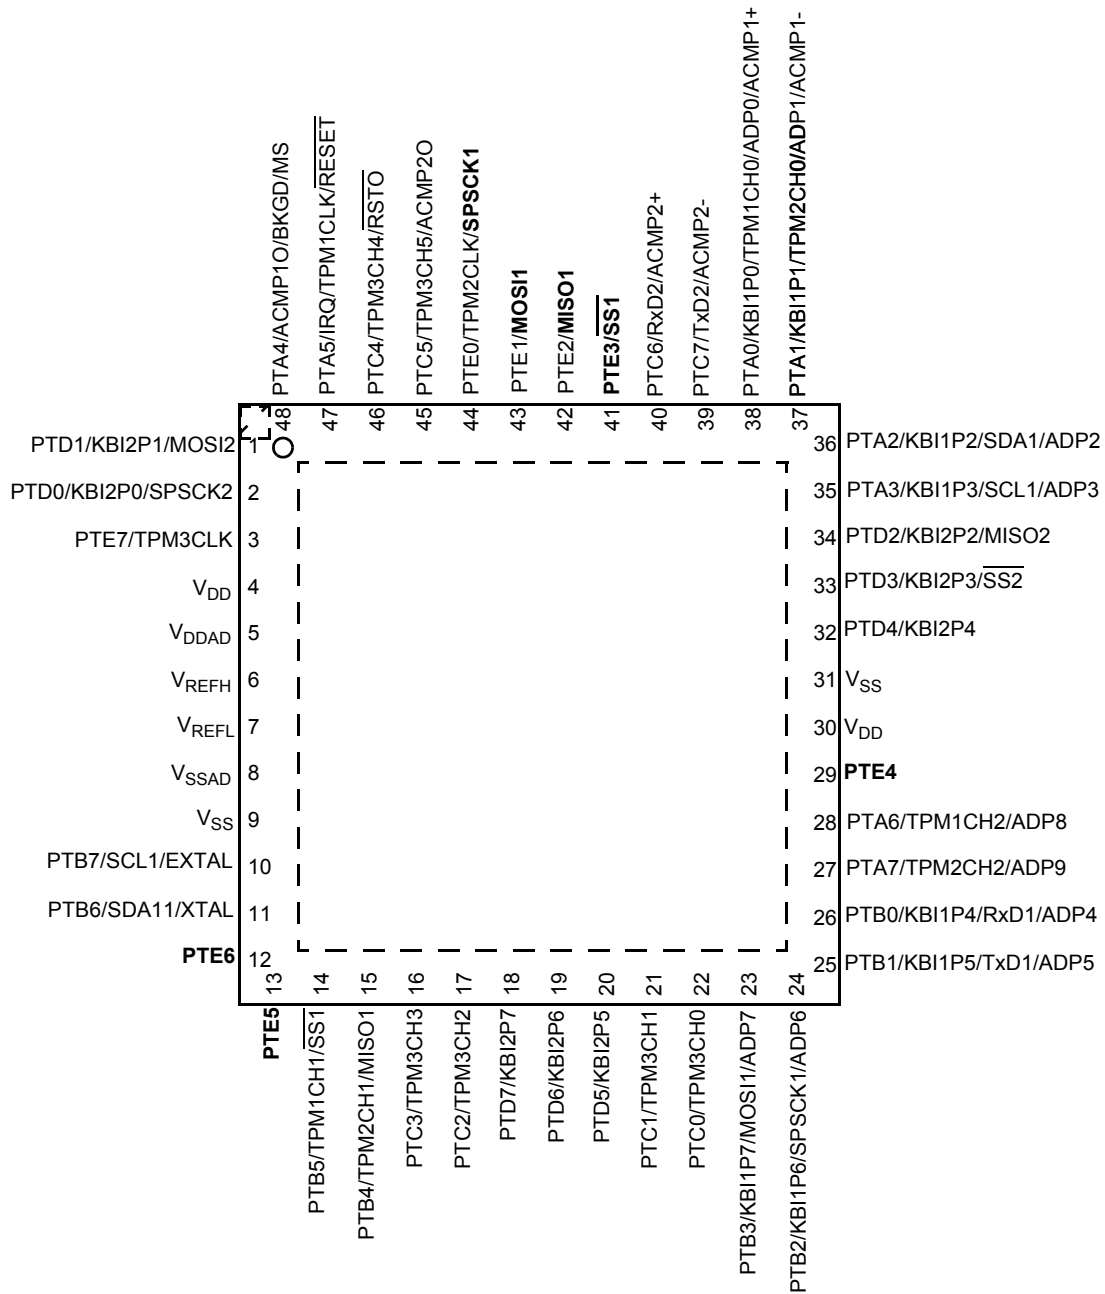 PTA4/ACMP1O/BKGD/MS
PTA5/IRQ/TPM1CLK/RESET
PTC4/TPM3CH4/RSTO
PTC5/TPM3CH5/ACMP2O
PTE0/TPM2CLK/SPSCK1
PTE1/MOSI1
PTE2/MISO1
PTE3/SS1
PTC6/RxD2/ACMP2+
PTC7/TxD2/ACMP2-
PTA0/KBI1P0/TPM1CH0/ADP0/ACMP1+
PTA1/KBI1P1/TPM2CH0/ADP1/ACMP1-
48
47
46
45
44
43
42
41
40
39
38
37
PTD1/KBI2P1/MOSI2 1
PTD0/KBI2P0/SPSCK2 2
PTE7/TPM3CLK 3
VDD 4
VDDAD 5
VREFH 6
VREFL 7
VSSAD 8
VSS 9
PTB7/SCL1/EXTAL 10
PTB6/SDA11/XTAL 11
PTE6 12
36 PTA2/KBI1P2/SDA1/ADP2
35 PTA3/KBI1P3/SCL1/ADP3
34 PTD2/KBI2P2/MISO2
33 PTD3/KBI2P3/SS2
32 PTD4/KBI2P4
31 VSS
30 VDD
29 PTE4
28 PTA6/TPM1CH2/ADP8
27 PTA7/TPM2CH2/ADP9
26 PTB0/KBI1P4/RxD1/ADP4
25 PTB1/KBI1P5/TxD1/ADP5
13
14
15
16
17
18
19
20
21
22
23
24
PTE5
PTB5/TPM1CH1/SS1
PTB4/TPM2CH1/MISO1
PTC3/TPM3CH3
PTC2/TPM3CH2
PTD7/KBI2P7
PTD6/KBI2P6
PTD5/KBI2P5
PTC1/TPM3CH1
PTC0/TPM3CH0
PTB3/KBI1P7/MOSI1/ADP7
PTB2/KBI1P6/SPSCK1/ADP6